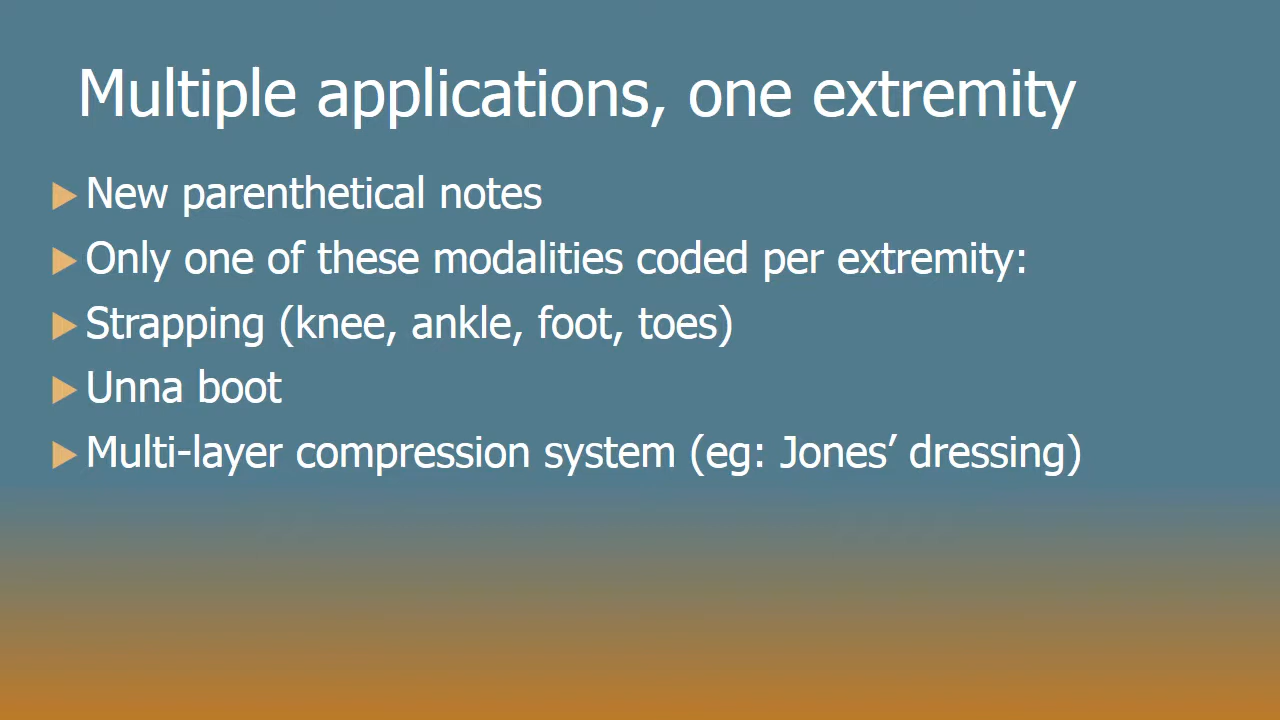 Multiple applications, one extremity
New parenthetical notes
Only one of these modalities coded per extremity:
Strapping (knee, ankle, foot, toes)
Unna boot
Multi-layer compression system (eg: Jones’ dressing)